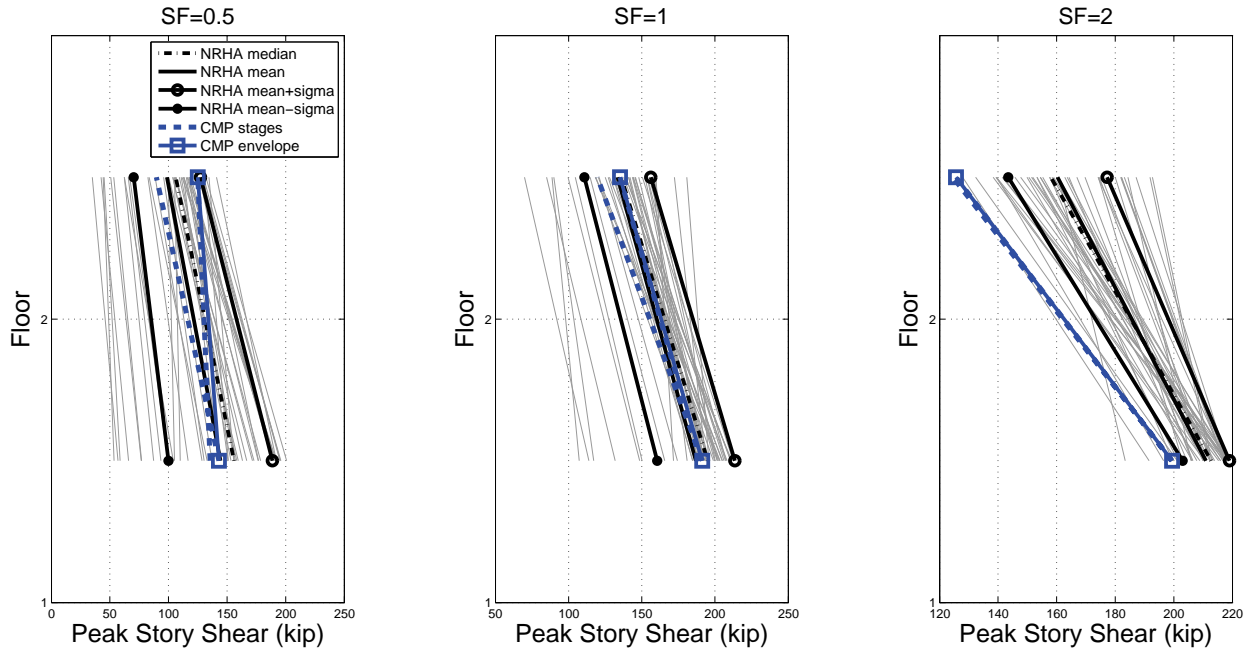 SF=0.5
NRHA median
NRHA mean
NRHA mean+sigma
NRHA mean−sigma
CMP stages
CMP envelope
Floor
2
1
0 50 100 150 200 250
Peak Story Shear (kip)
SF=1
Floor
2
1
50 100 150 200 250
Peak Story Shear (kip)
SF=2
Floor
2
1
120 140 160 180 200 220
Peak Story Shear (kip)